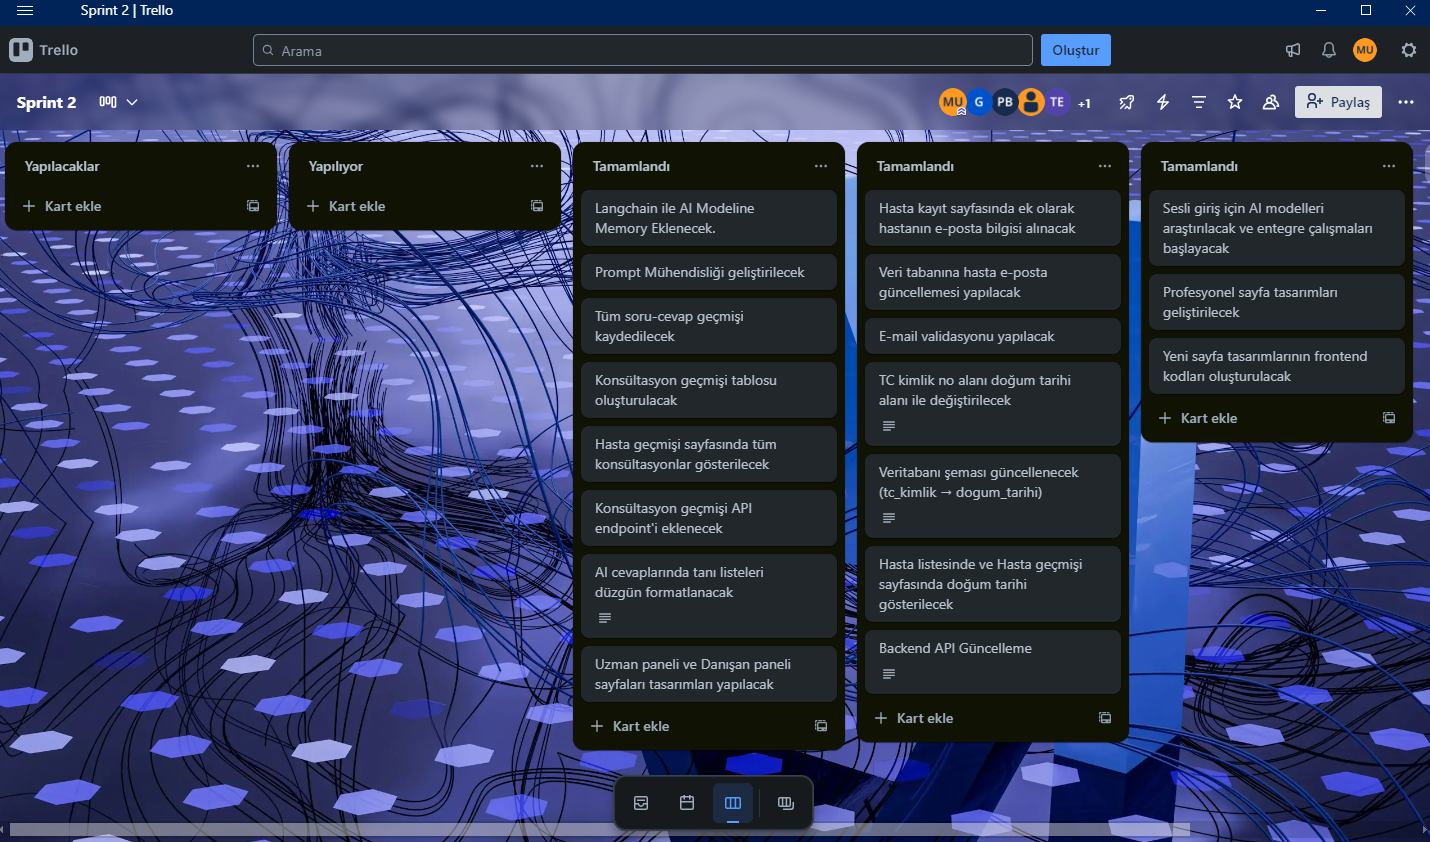 Sprint 2 | Trello
Trello
Arama
Oluştur
MU
Sprint 2
MU
G
PB
TE
+1
Paylaş
Yapılacaklar
Kart ekle
Yapılıyor
Kart ekle
Tamamlandı
Langchain ile AI Modeline
Memory Eklenecek.
Prompt Mühendisliği geliştirilecek
Tüm soru-cevap geçmişi
kaydedilecek
Konsültasyon geçmişi tablosu
oluşturulacak
Hasta geçmişi sayfasında tüm
konsültasyonlar gösterilecek
Konsültasyon geçmişi API
endpoint'i eklenecek
AI cevaplarında tanı listeleri
düzgün formatlanacak
Uzman paneli ve Danışan paneli
sayfaları tasarımları yapılacak
Kart ekle
Tamamlandı
Hasta kayıt sayfasında ek olarak
hastanın e-posta bilgisi alınacak
Veri tabanına hasta e-posta
güncellemesi yapılacak
E-mail validasyonu yapılacak
TC kimlik no alanı doğum tarihi
alanı ile değiştirilecek
Veritabanı şeması güncellenecek
(tc_kimlik → dogum_tarihi)
Hasta listesinde ve Hasta geçmişi
sayfasında doğum tarihi
gösterilecek
Backend API Güncelleme
Kart ekle
Tamamlandı
Sesli giriş için AI modelleri
araştırılacak ve entegre çalışmaları
başlayacak
Profesyonel sayfa tasarımları
geliştirilecek
Yeni sayfa tasarımlarının frontend
kodları oluşturulacak
Kart ekle